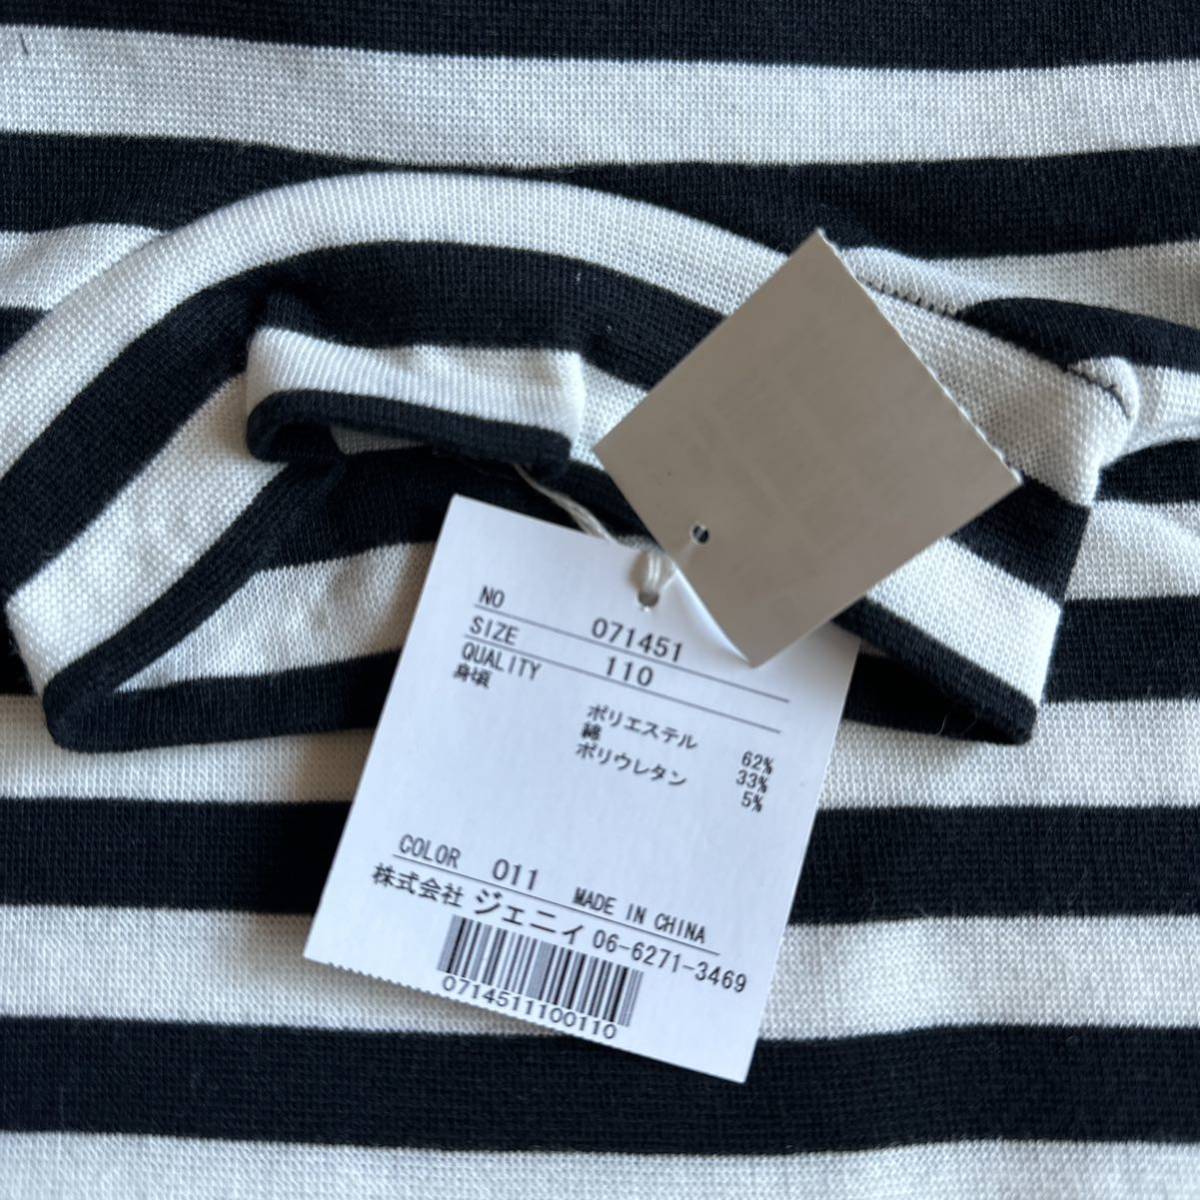 NO 071451
SIZE 110
QUALITY
身頃
ポリエステル 62%
綿 33%
ポリウレタン 5%
COLOR 011 MADE IN CHINA
株式会社 ジェニィ 06-6271-3469
0714511100110